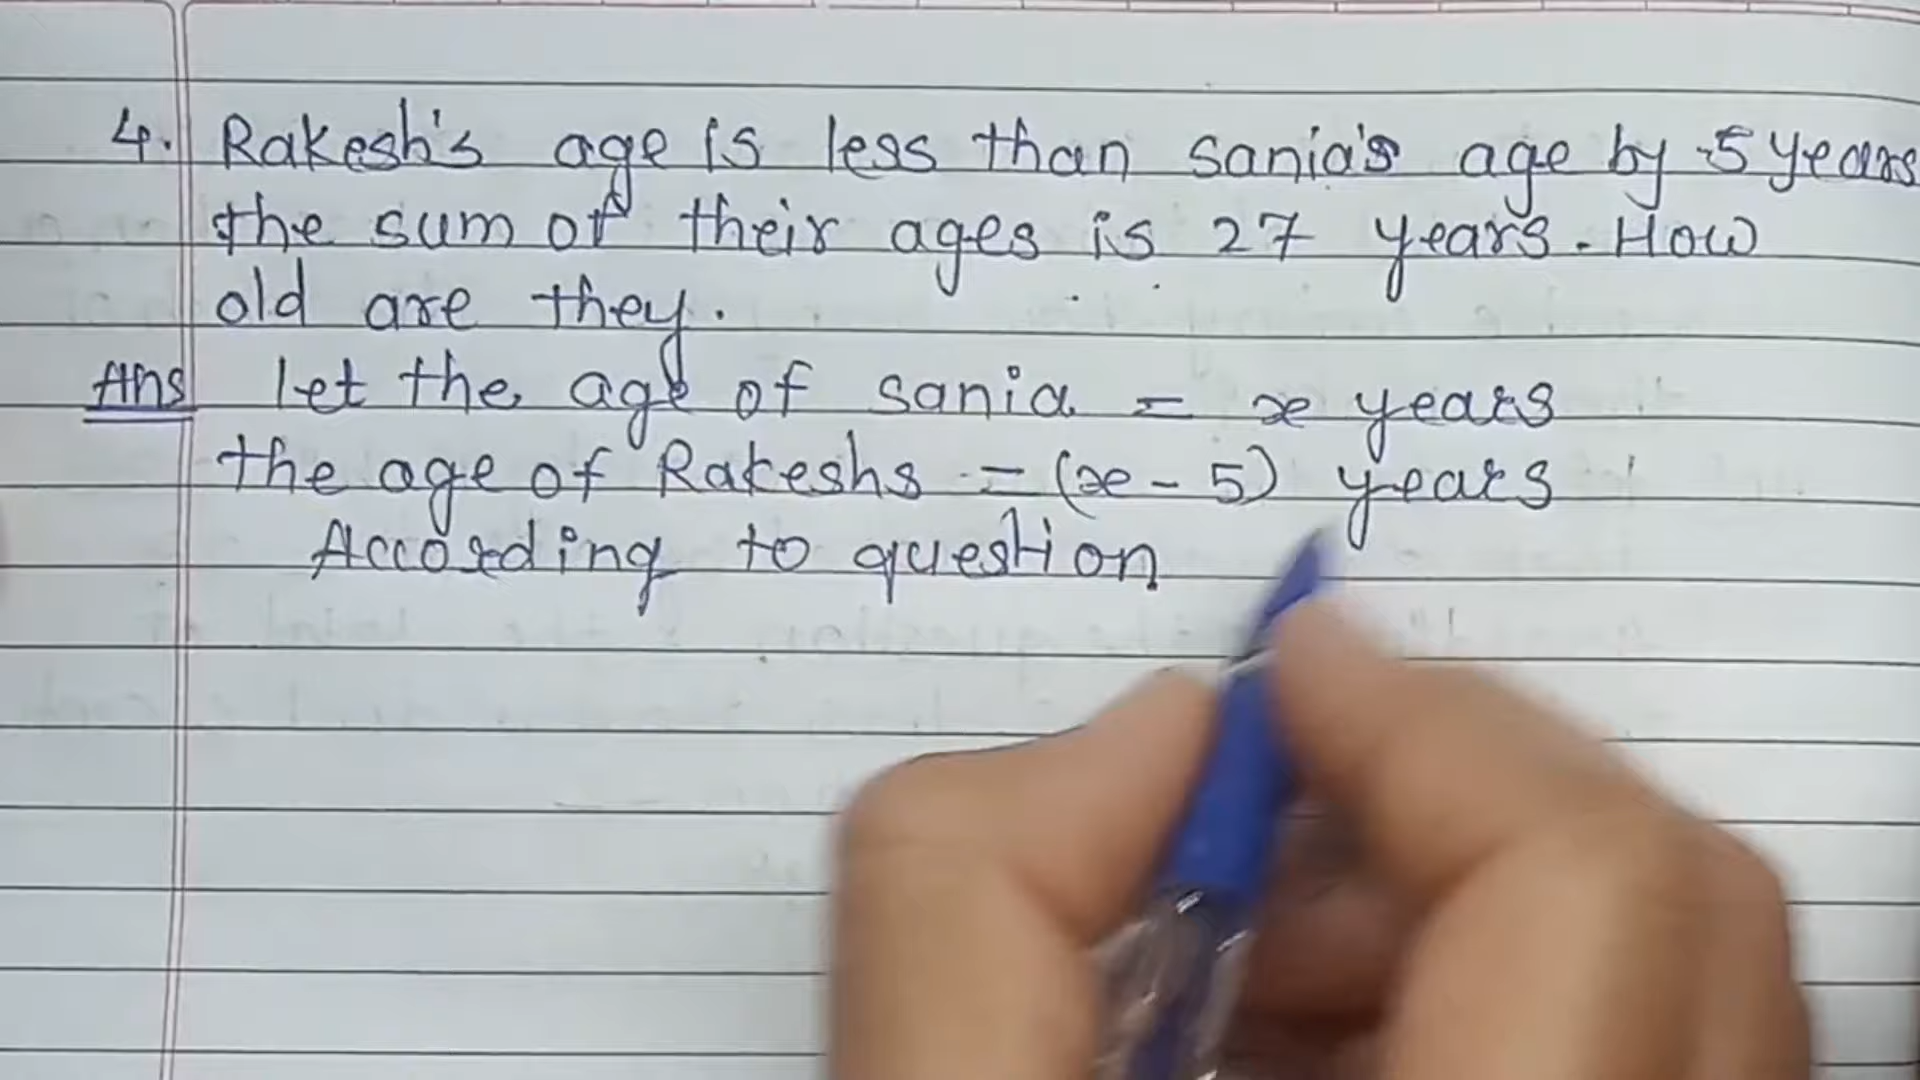 4. Rakesh's age is less than sania's age by 5 years
the sum of their ages is 27 years. How
old are they.
Ans let the age of sania = x years
the age of Rakeshs = (x - 5) years
According to question